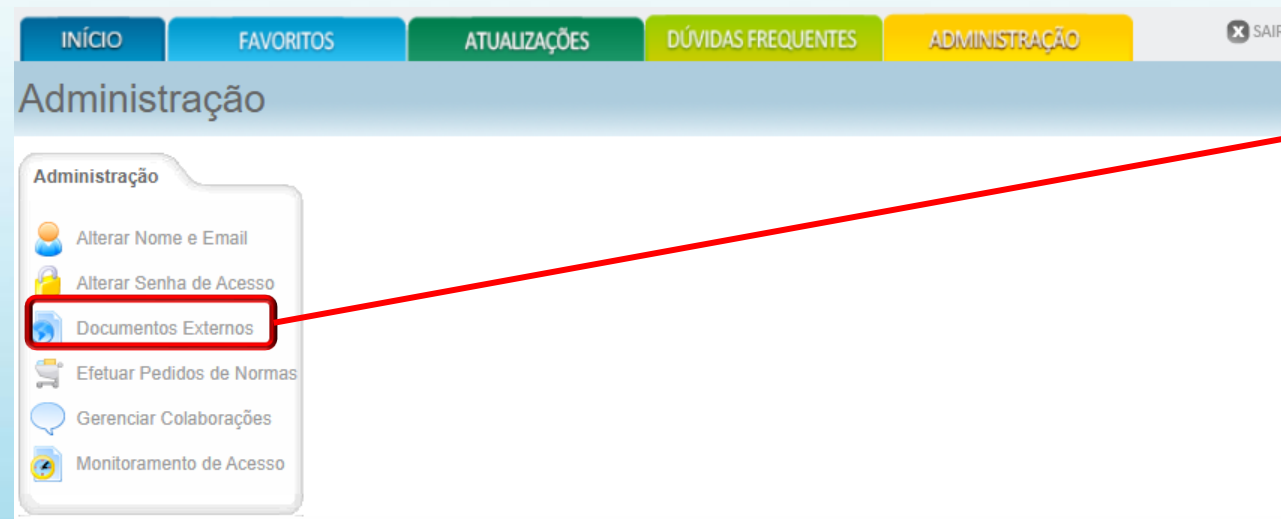 INÍCIO FAVORITOS ATUALIZAÇÕES DÚVIDAS FREQUENTES ADMINISTRAÇÃO SAIR
Administração
Administração
Alterar Nome e Email
Alterar Senha de Acesso
Documentos Externos
Efetuar Pedidos de Normas
Gerenciar Colaborações
Monitoramento de Acesso